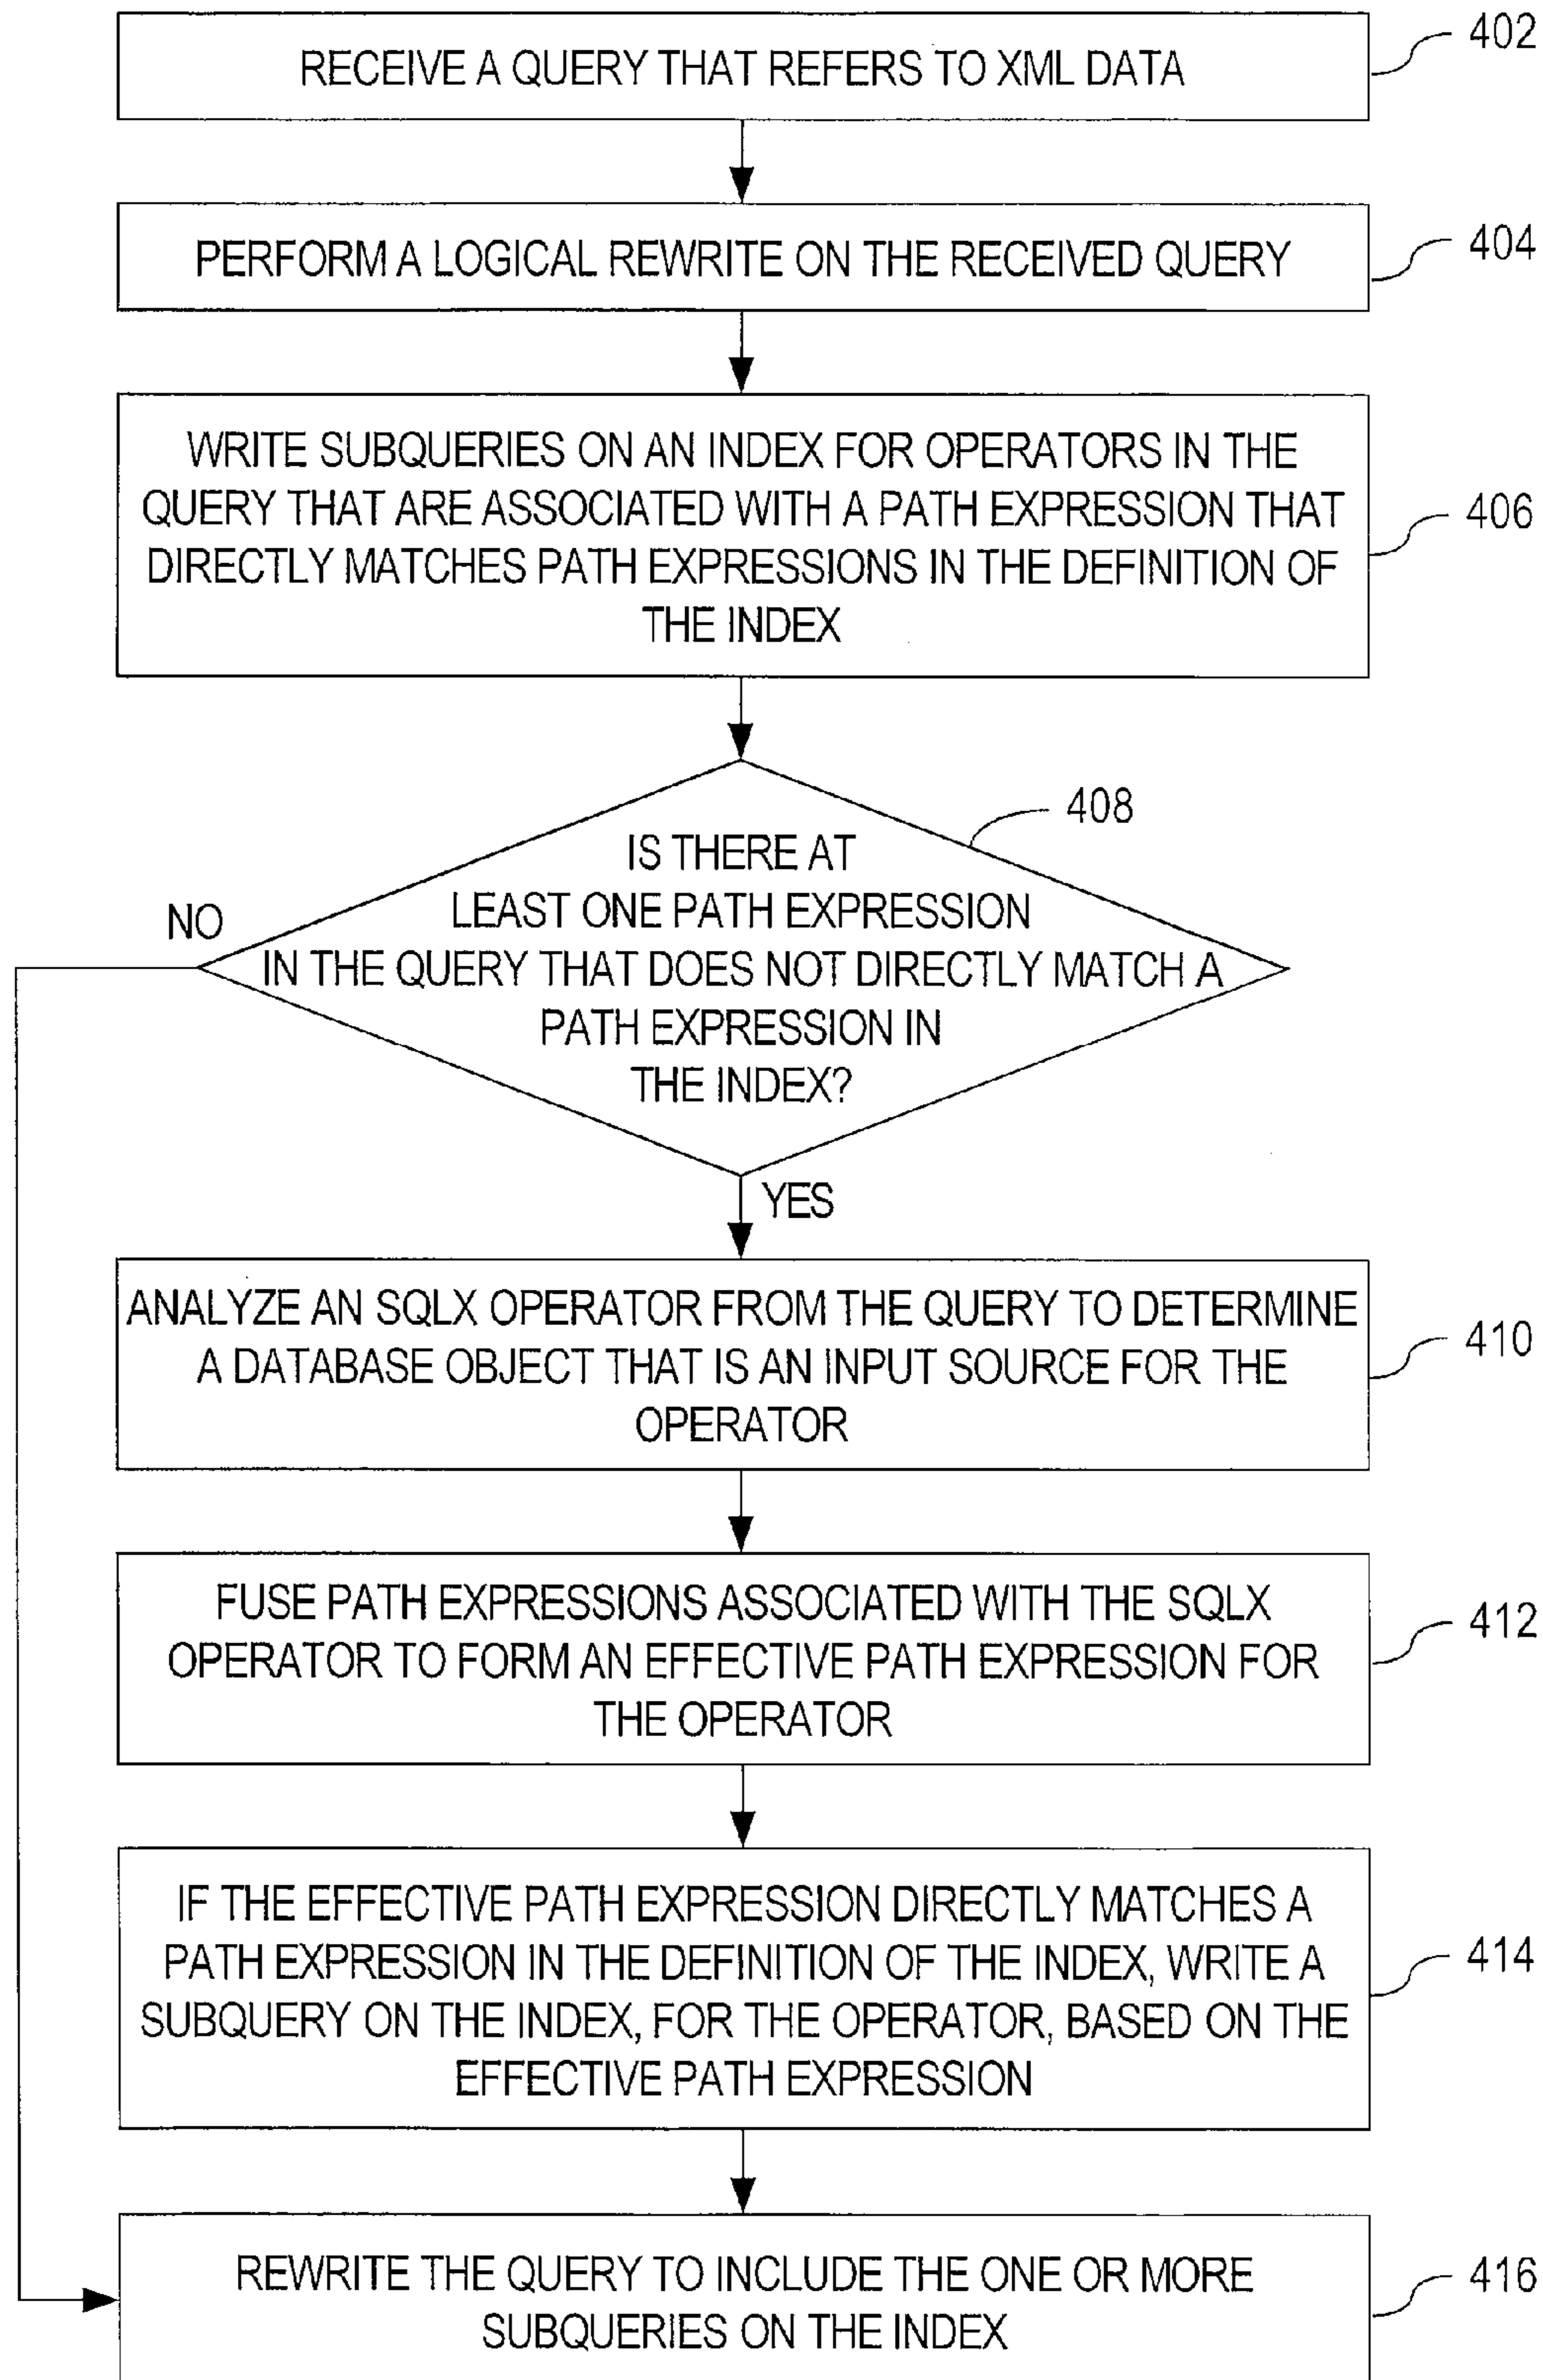 RECEIVE A QUERY THAT REFERS TO XML DATA
402
PERFORM A LOGICAL REWRITE ON THE RECEIVED QUERY
404
WRITE SUBQUERIES ON AN INDEX FOR OPERATORS IN THE
QUERY THAT ARE ASSOCIATED WITH A PATH EXPRESSION THAT
DIRECTLY MATCHES PATH EXPRESSIONS IN THE DEFINITION OF
THE INDEX
406
408
IS THERE AT
LEAST ONE PATH EXPRESSION
IN THE QUERY THAT DOES NOT DIRECTLY MATCH A
PATH EXPRESSION IN
THE INDEX?
NO
YES
ANALYZE AN SQLX OPERATOR FROM THE QUERY TO DETERMINE
A DATABASE OBJECT THAT IS AN INPUT SOURCE FOR THE
OPERATOR
410
FUSE PATH EXPRESSIONS ASSOCIATED WITH THE SQLX
OPERATOR TO FORM AN EFFECTIVE PATH EXPRESSION FOR
THE OPERATOR
412
IF THE EFFECTIVE PATH EXPRESSION DIRECTLY MATCHES A
PATH EXPRESSION IN THE DEFINITION OF THE INDEX, WRITE A
SUBQUERY ON THE INDEX, FOR THE OPERATOR, BASED ON THE
EFFECTIVE PATH EXPRESSION
414
REWRITE THE QUERY TO INCLUDE THE ONE OR MORE
SUBQUERIES ON THE INDEX
416